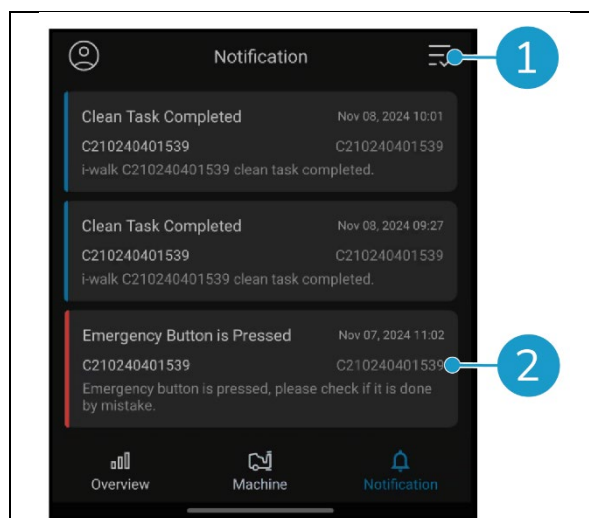 Notification
1
Clean Task Completed Nov 08, 2024 10:01
C210240401539 C210240401539
i-walk C210240401539 clean task completed.
Clean Task Completed Nov 08, 2024 09:27
C210240401539 C210240401539
i-walk C210240401539 clean task completed.
Emergency Button is Pressed Nov 07, 2024 11:02
C210240401539 C210240401539
2
Emergency button is pressed, please check if it is done
by mistake.
Overview Machine Notification